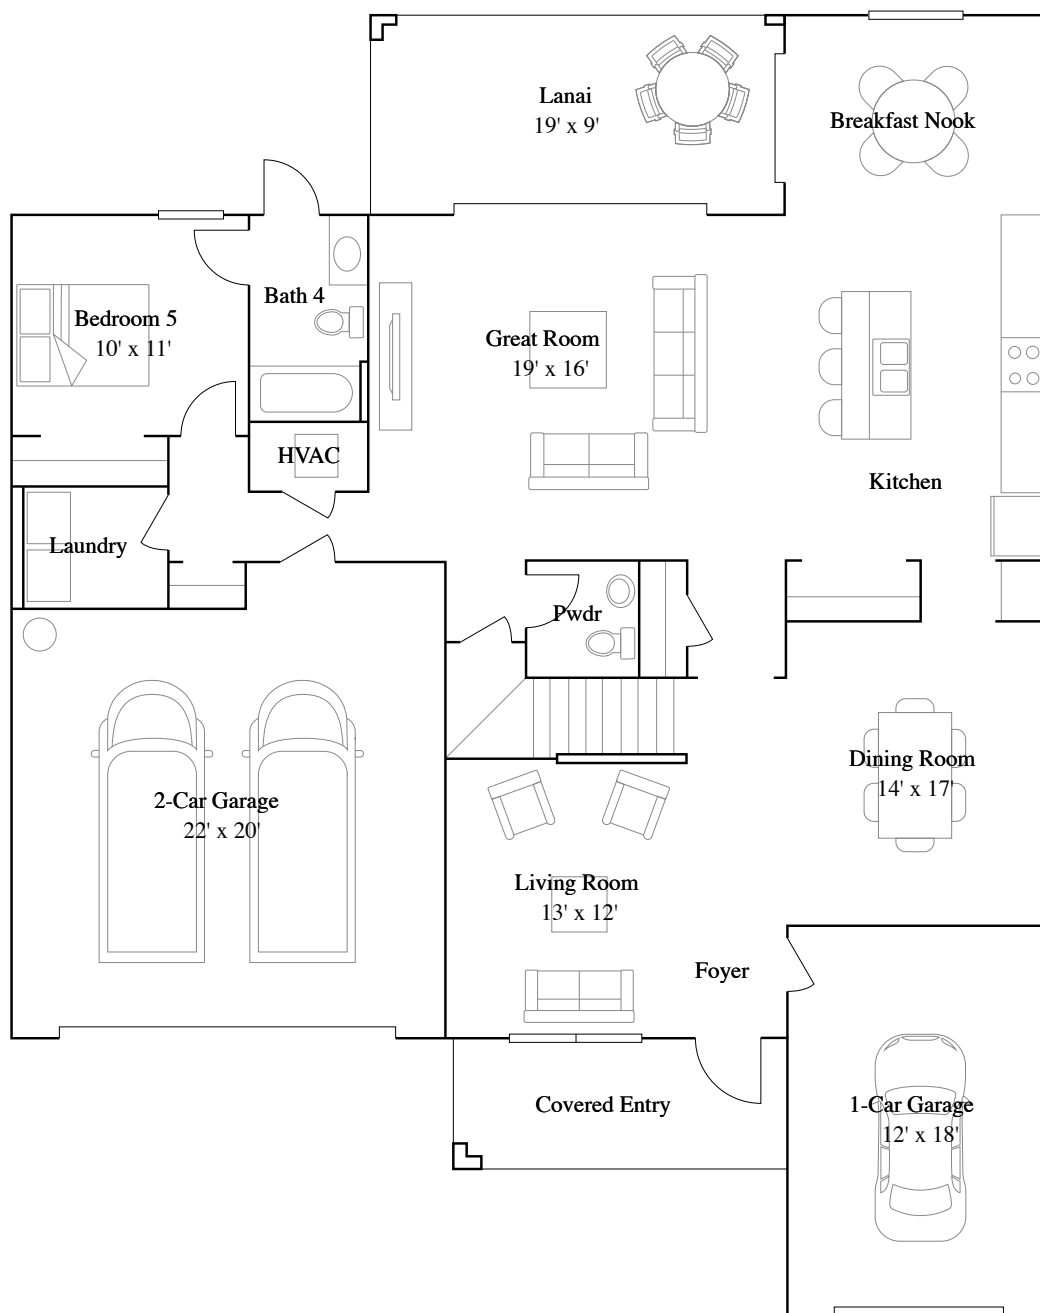 Lanai
19' x 9'
Breakfast Nook
Bath 4
Bedroom 5
10' x 11'
Great Room
19' x 16'
HVAC
Kitchen
Laundry
Pwdr
Dining Room
14' x 17'
2-Car Garage
22' x 20'
Living Room
13' x 12'
Foyer
Covered Entry
1-Car Garage
12' x 18'